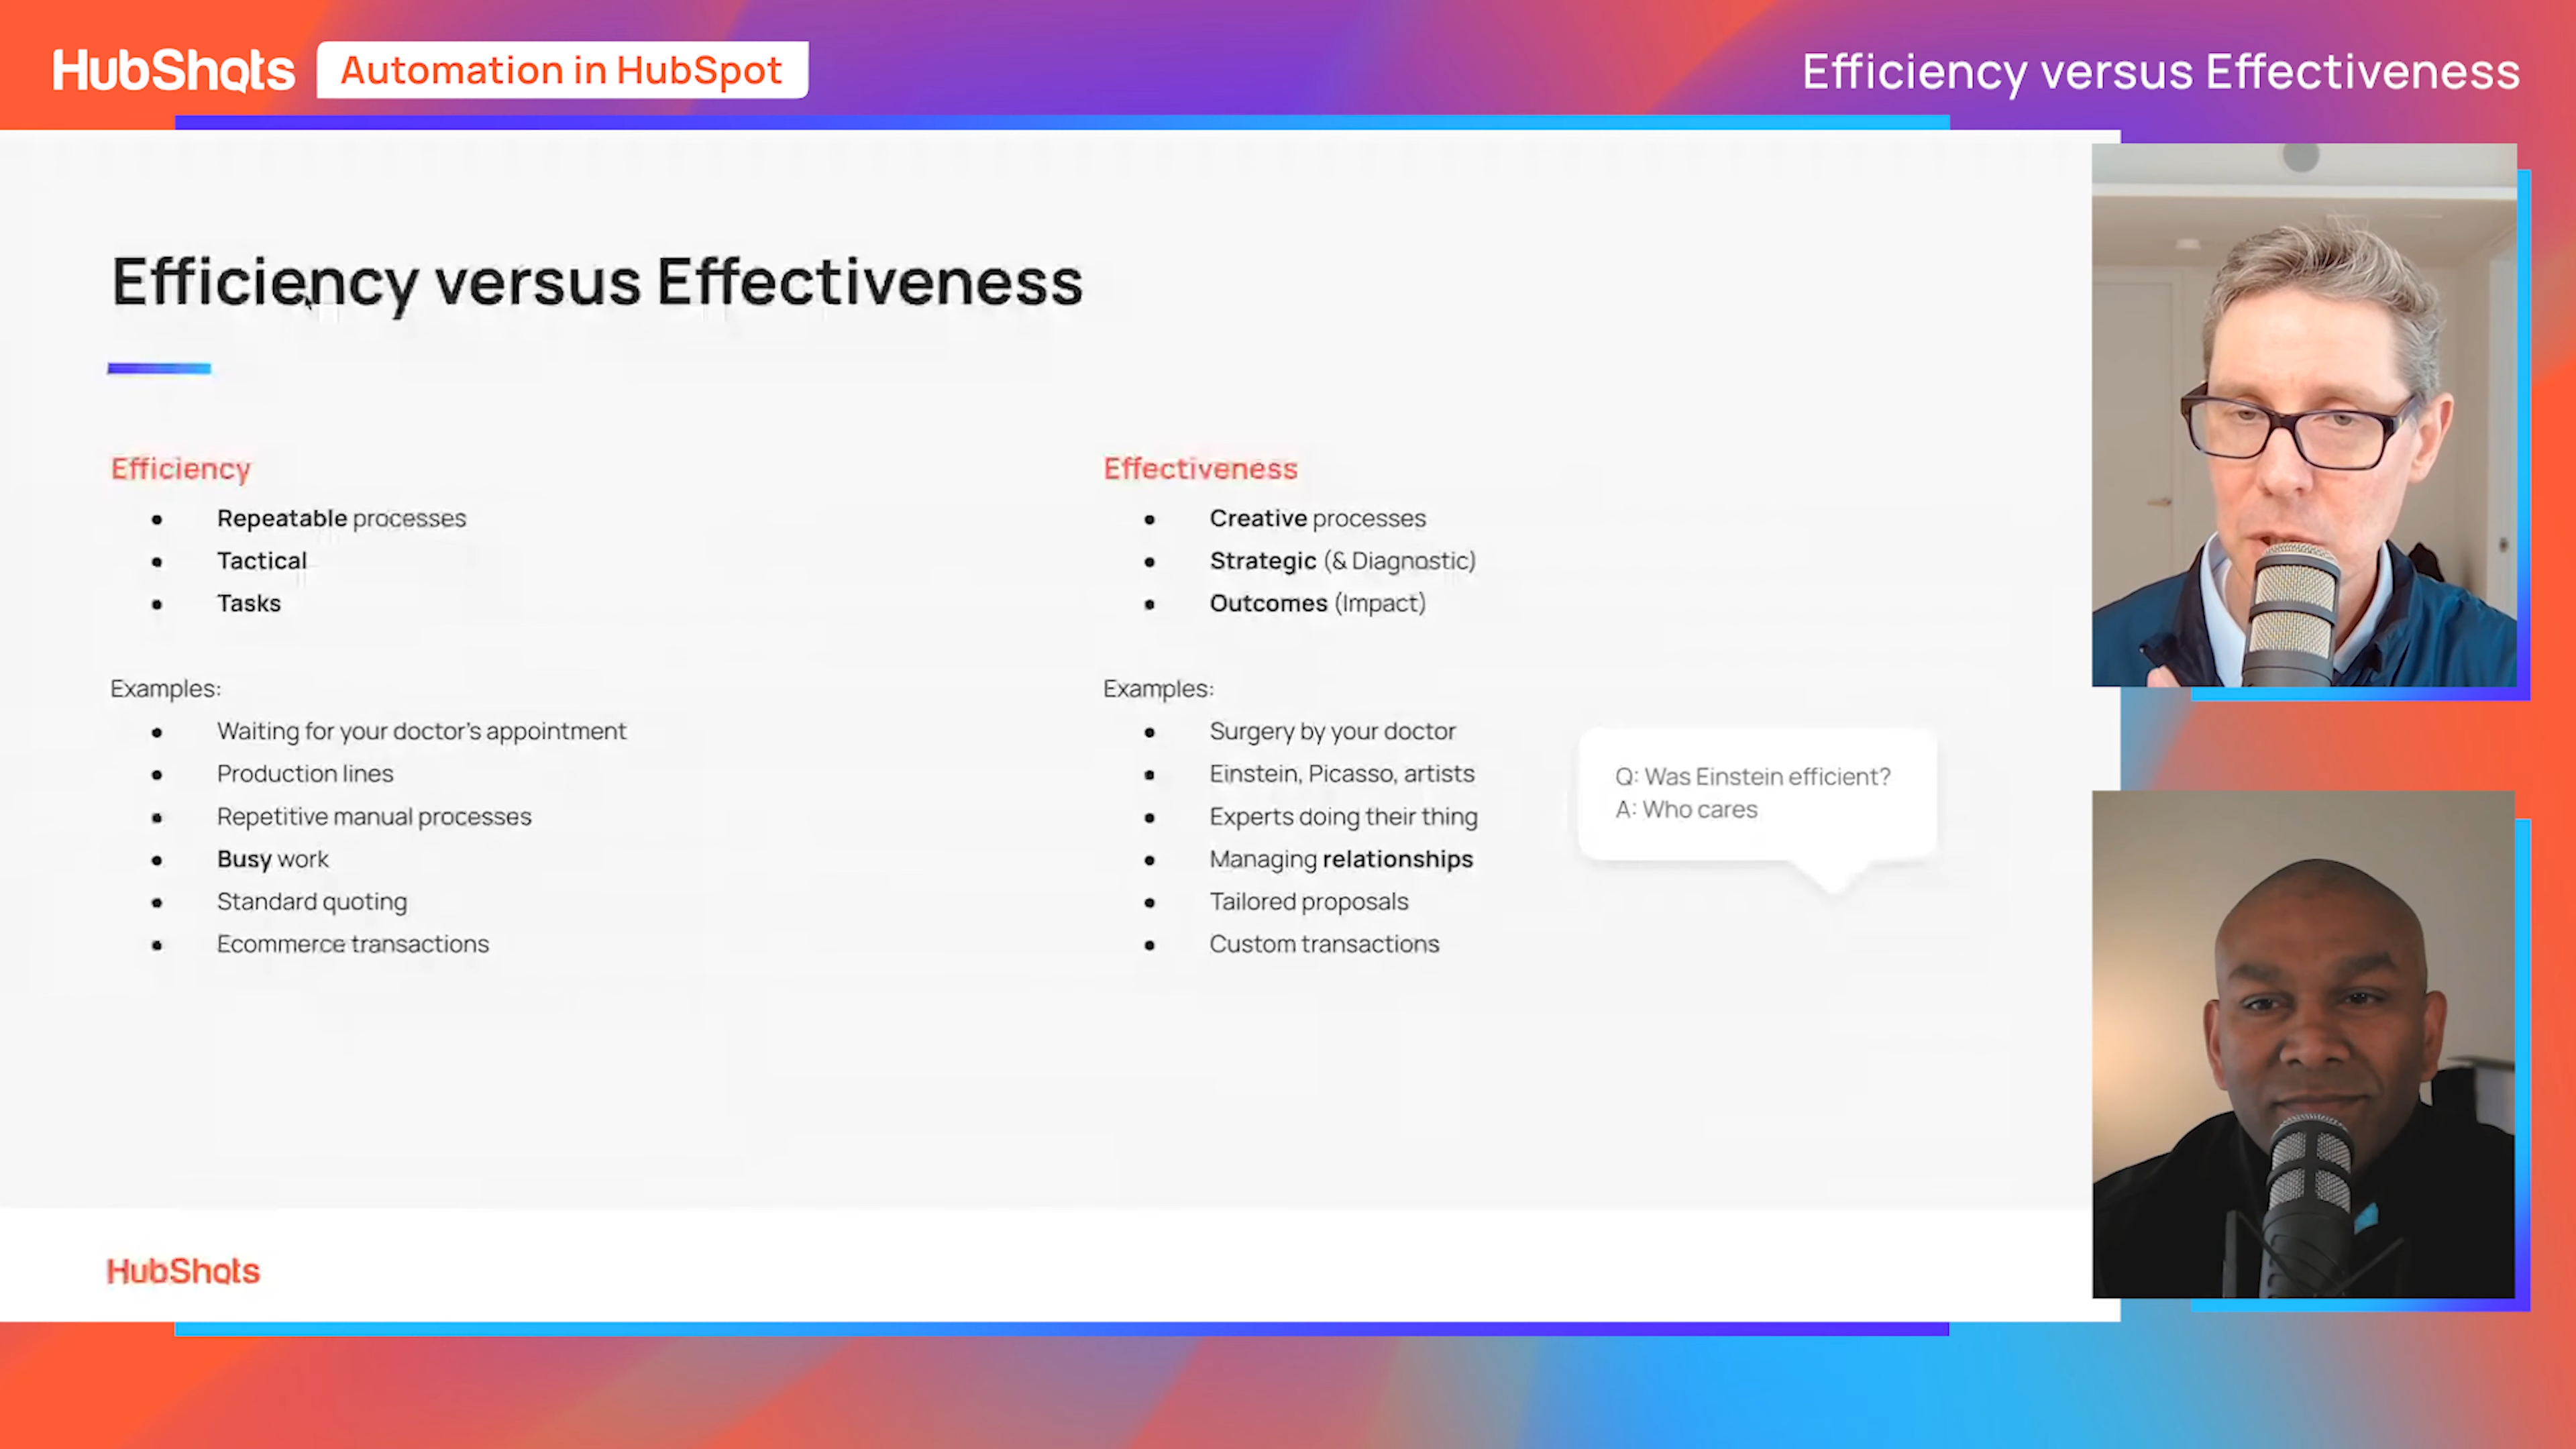 HubShots
Automation in HubSpot
Efficiency versus Effectiveness
Efficiency versus Effectiveness
Efficiency
Repeatable processes
Tactical
Tasks
Examples:
Waiting for your doctor's appointment
Production lines
Repetitive manual processes
Busy work
Standard quoting
Ecommerce transactions
Effectiveness
Creative processes
Strategic (& Diagnostic)
Outcomes (Impact)
Examples:
Surgery by your doctor
Einstein, Picasso, artists
Experts doing their thing
Managing relationships
Tailored proposals
Custom transactions
Q: Was Einstein efficient?
A: Who cares
HubShots